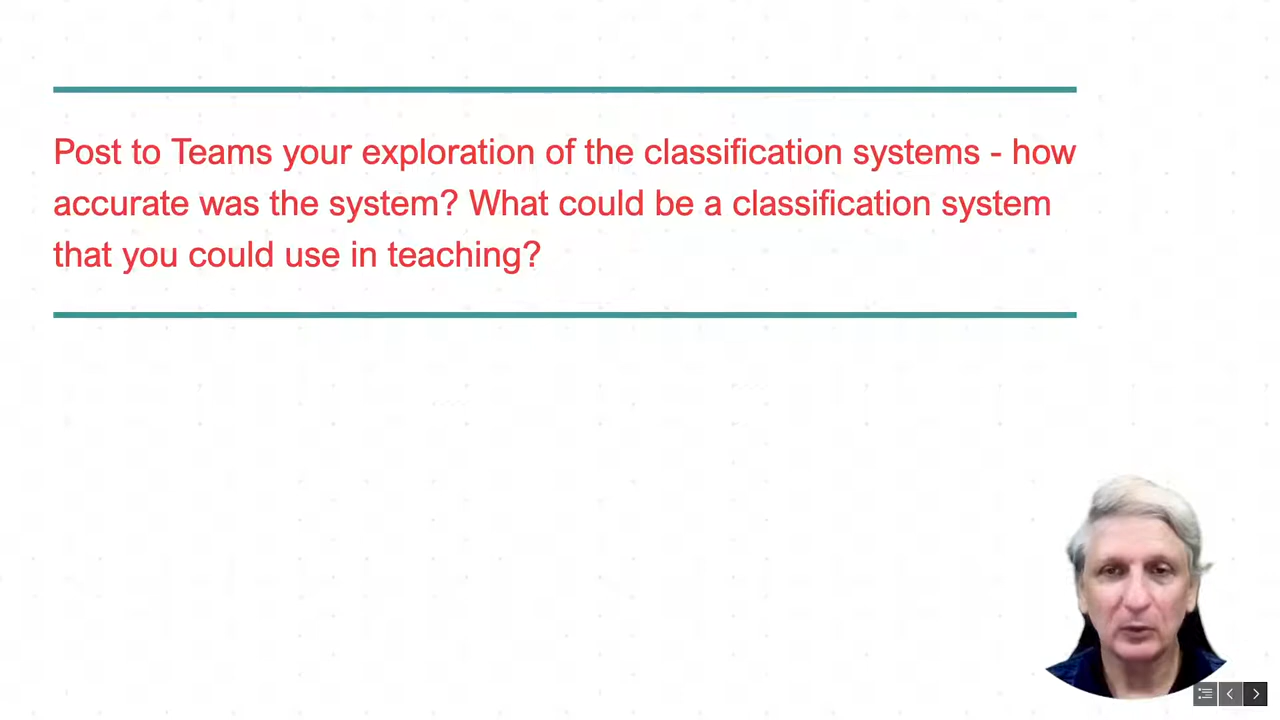 Post to Teams your exploration of the classification systems - how
accurate was the system? What could be a classification system
that you could use in teaching?